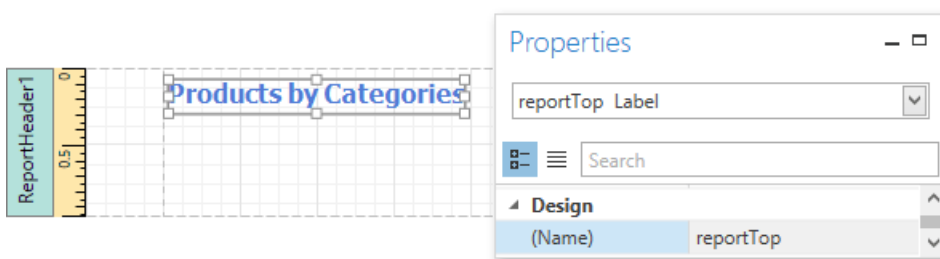 Properties
reportTop Label
Search
Design
(Name) reportTop
ReportHeader1
0
0.5
Products by Categories